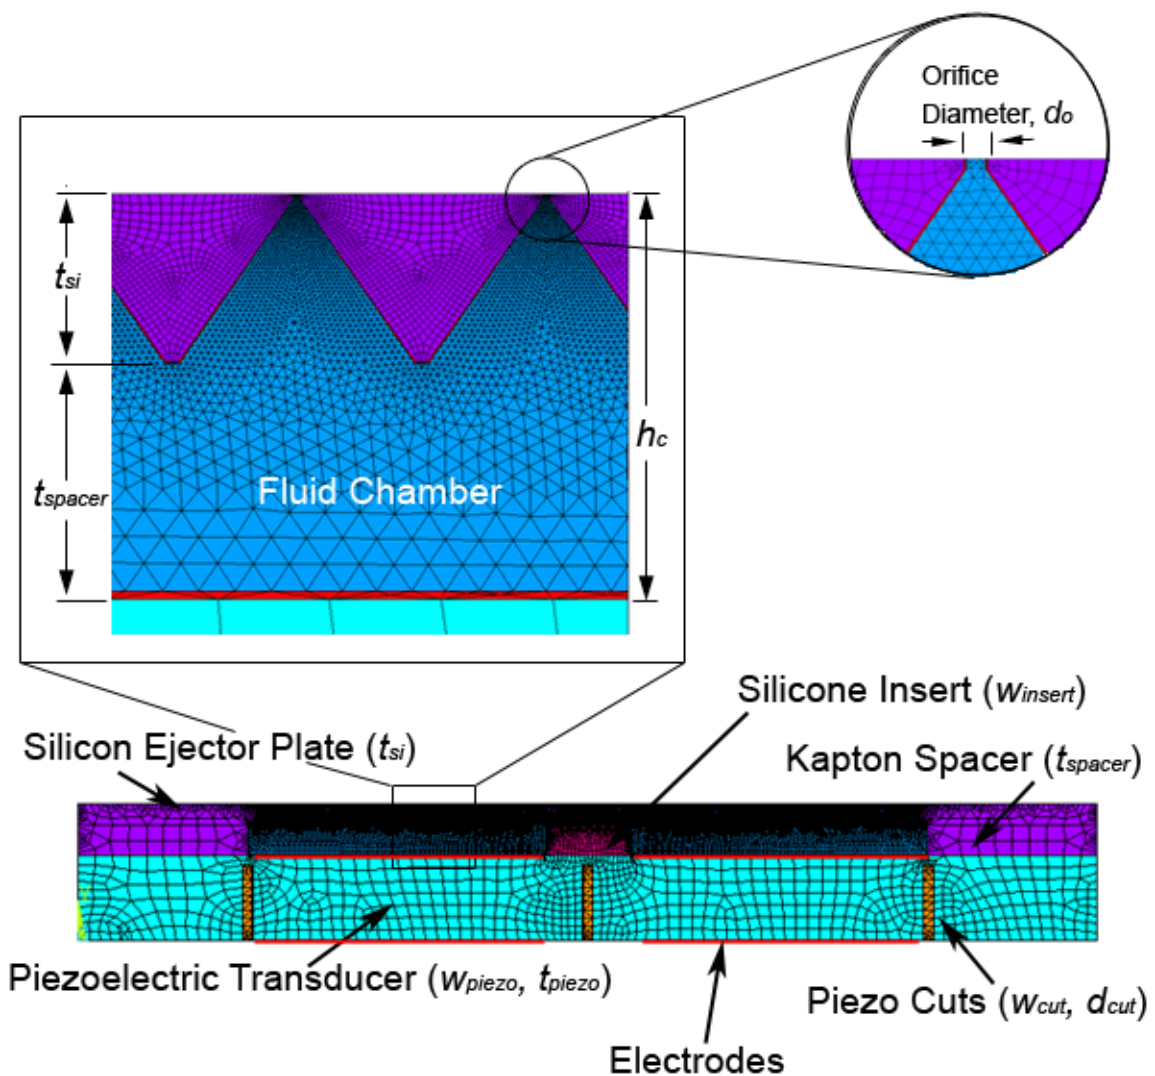 Orifice
Diameter, do
tsi
hc
tspacer
Fluid Chamber
Silicone Insert (winsert)
Silicon Ejector Plate (tsi)
Kapton Spacer (tspacer)
Piezoelectric Transducer (wpiezo, tpiezo)
Piezo Cuts (wcut, dcut)
Electrodes